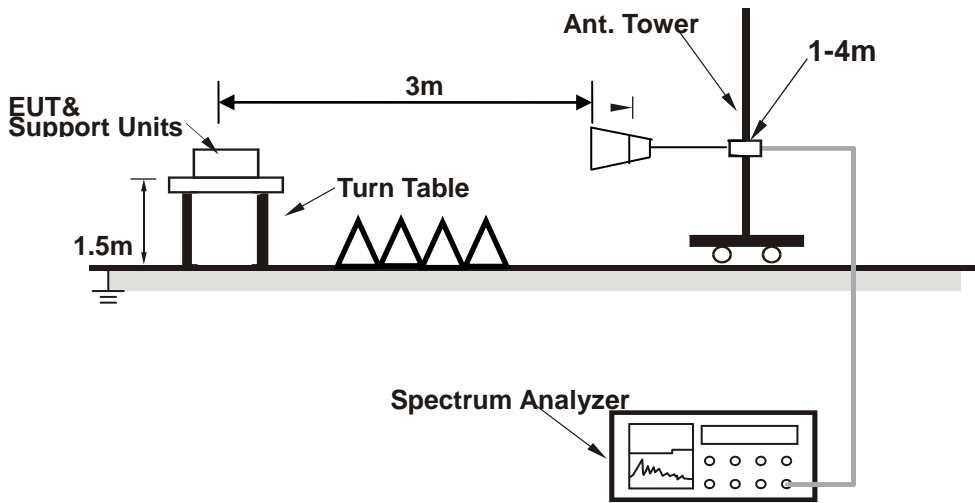 Ant. Tower
1-4m
3m
EUT&
Support Units
Turn Table
1.5m
Spectrum Analyzer